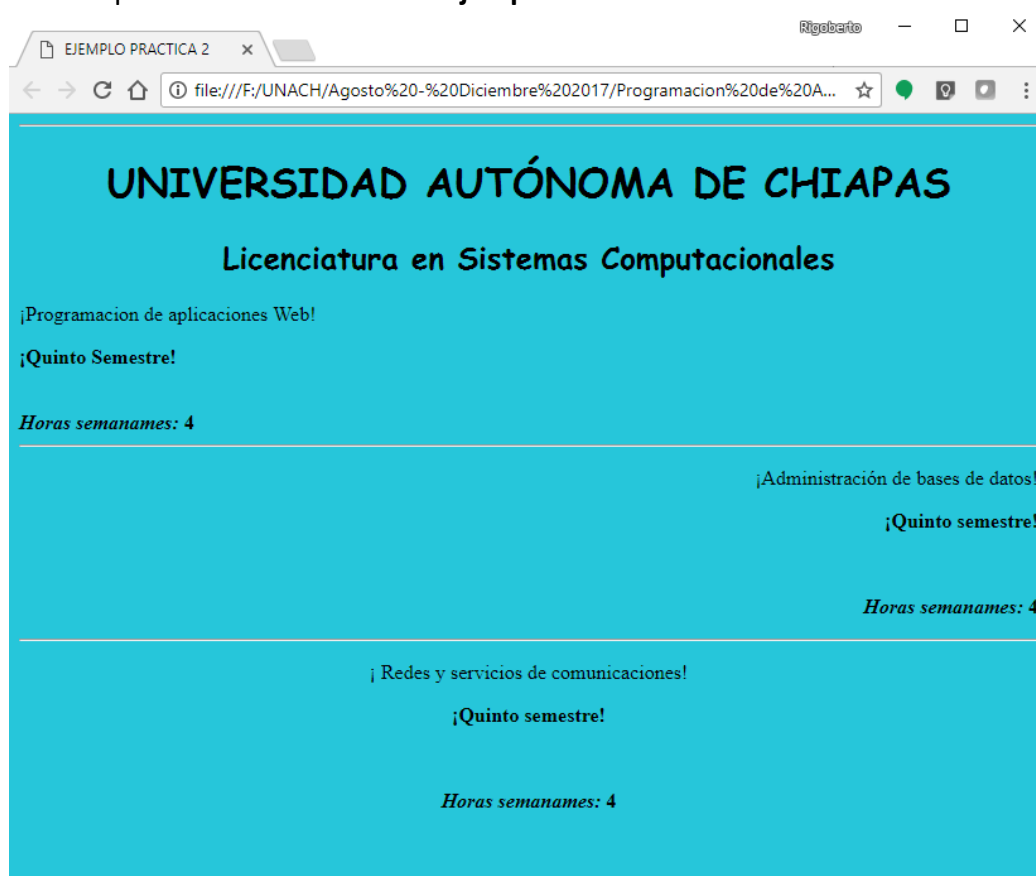 Rigoberto
EJEMPLO PRACTICA 2
file:///F:/UNACH/Agosto%20-%20Diciembre%202017/Programacion%20de%20A...
UNIVERSIDAD AUTÓNOMA DE CHIAPAS
Licenciatura en Sistemas Computacionales
¡Programacion de aplicaciones Web!
¡Quinto Semestre!
Horas semanames: 4
¡Administración de bases de datos!
¡Quinto semestre!
Horas semanames: 4
¡ Redes y servicios de comunicaciones!
¡Quinto semestre!
Horas semanames: 4